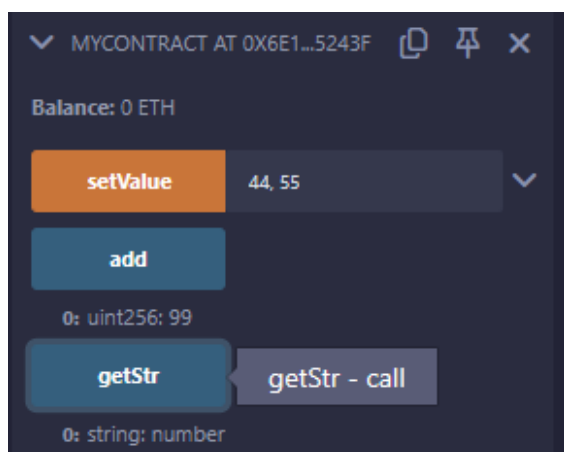 MYCONTRACT AT 0X6E1...5243F
Balance: 0 ETH
setValue 44, 55
add
0: uint256: 99
getStr getStr - call
0: string: number